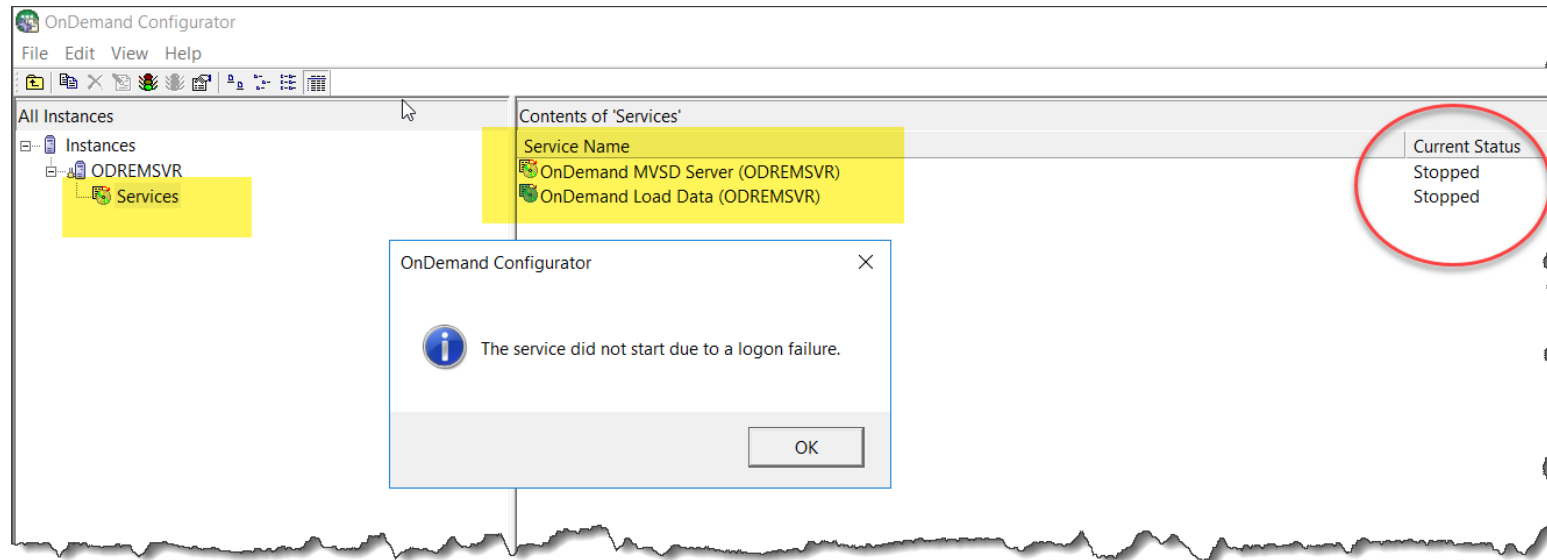 OnDemand Configurator
File Edit View Help
All Instances
Contents of 'Services'
Instances
ODREMSVR
Services
Service Name
Current Status
OnDemand MVSD Server (ODREMSVR)
Stopped
OnDemand Load Data (ODREMSVR)
Stopped
OnDemand Configurator
The service did not start due to a logon failure.
OK